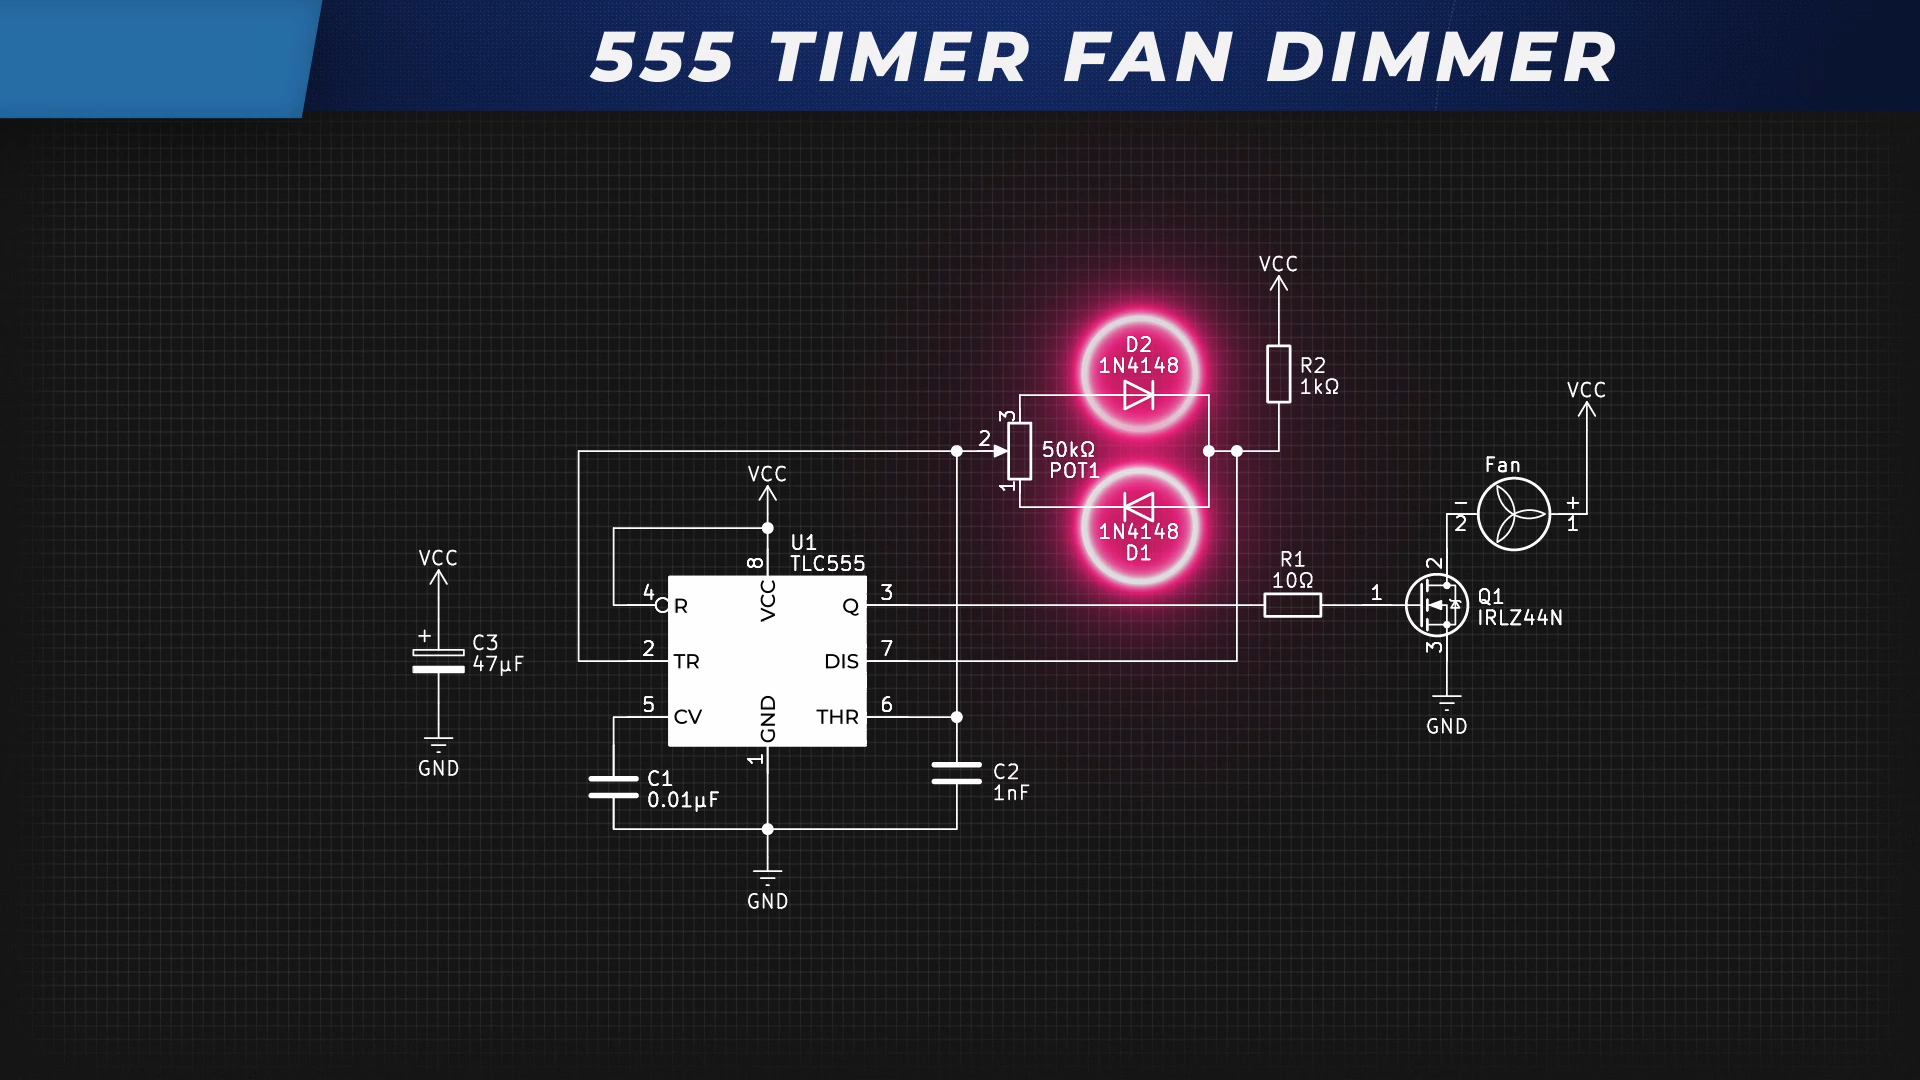 555 TIMER FAN DIMMER
VCC
D2
1N4148
R2
1kΩ
VCC
3
2
50kΩ
POT1
1
1N4148
D1
Fan
−
2
+
1
VCC
8
U1
TLC555
VCC
+
C3
47µF
GND
4
R
VCC
Q
3
R1
10Ω
1
2
Q1
IRLZ44N
3
GND
2
TR
DIS
7
5
CV
GND
THR
6
1
C1
0.01µF
C2
1nF
GND